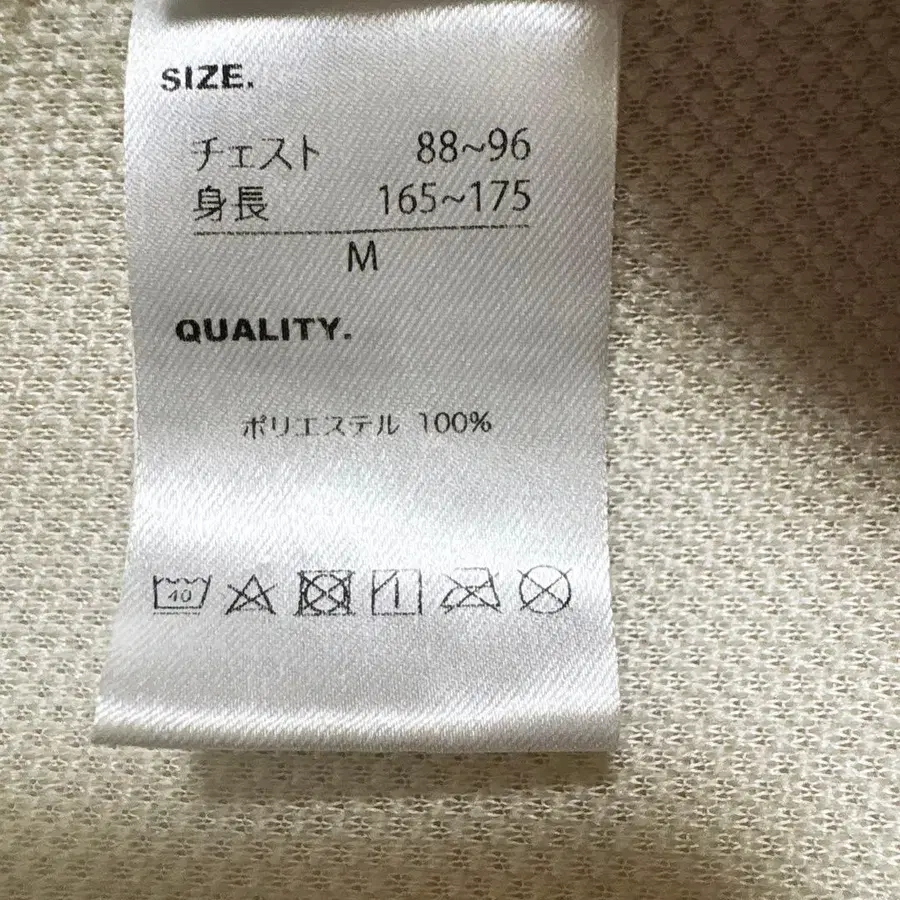 SIZE.
チェスト 88~96
身長 165~175
M
QUALITY.
ポリエステル 100%
40